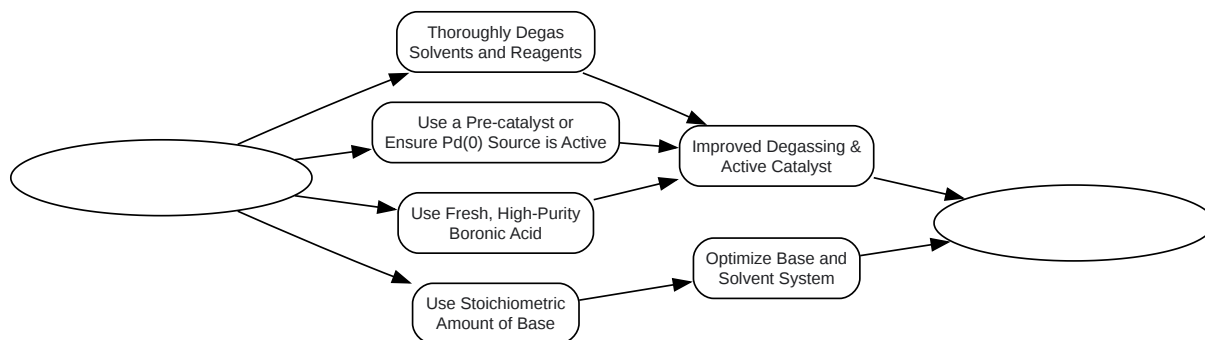 Thoroughly Degas
Solvents and Reagents
Use a Pre-catalyst or
Ensure Pd(0) Source is Active
Improved Degassing &
Active Catalyst
Use Fresh, High-Purity
Boronic Acid
Optimize Base and
Solvent System
Use Stoichiometric
Amount of Base